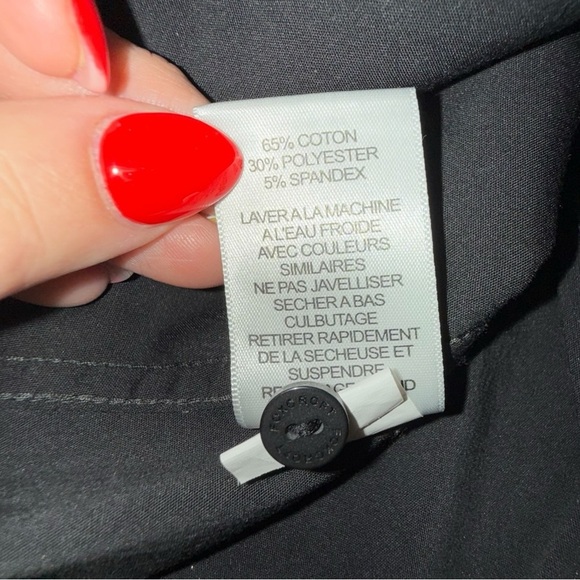 65% COTON
30% POLYESTER
5% SPANDEX
LAVER A LA MACHINE
A L'EAU FROIDE
AVEC COULEURS
SIMILAIRES
NE PAS JAVELLISER
SECHER A BAS
CULBUTAGE
RETIRER RAPIDEMENT
DE LA SECHEUSE ET
SUSPENDRE
FOXCROFT